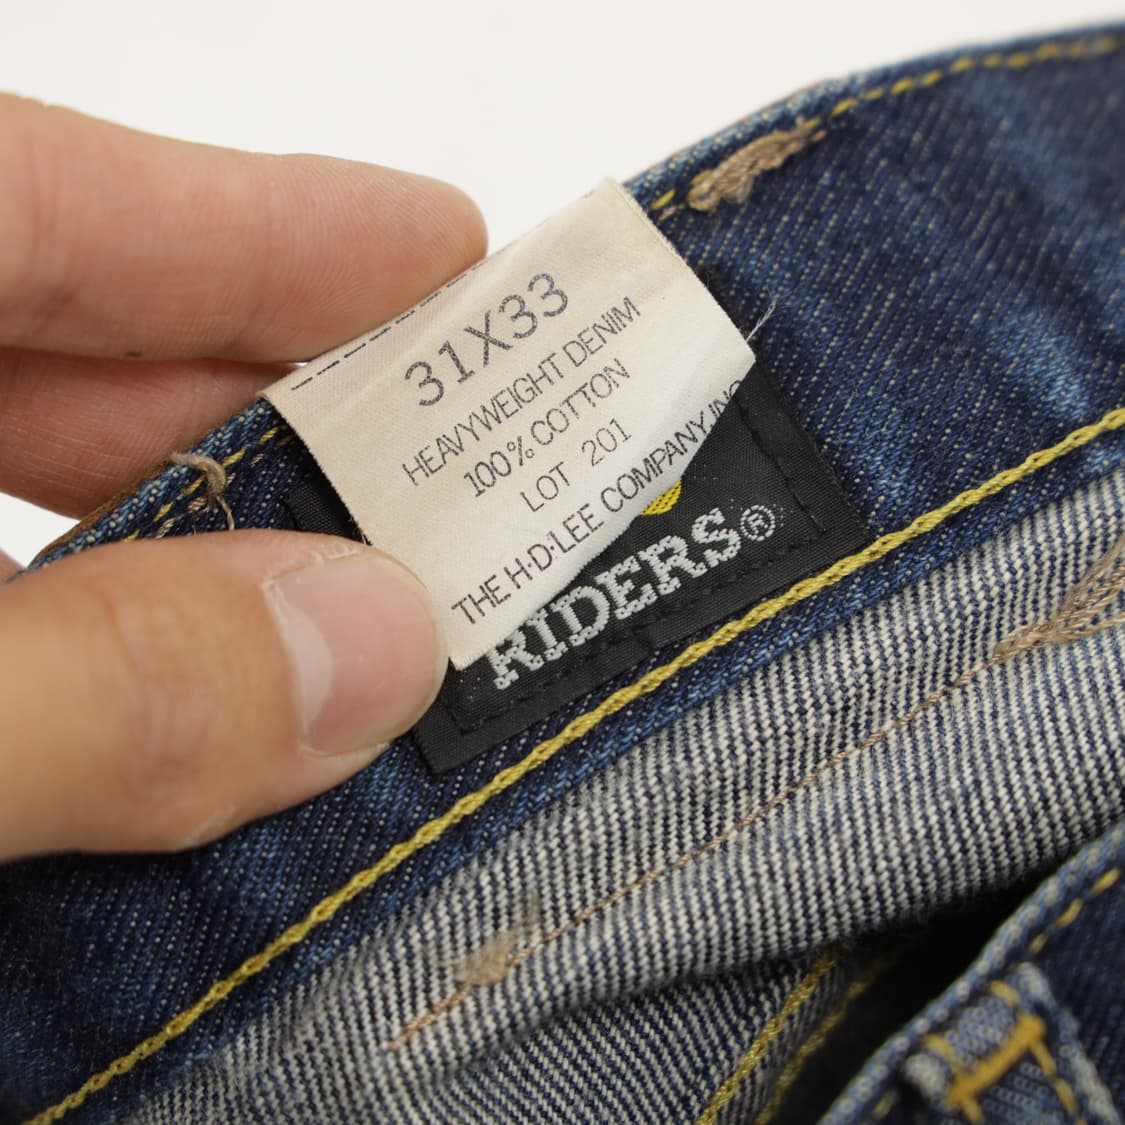 31X33
HEAVYWEIGHT DENIM
100% COTTON
LOT 201
THE H·D·LEE COMPANY,INC
RIDERS®